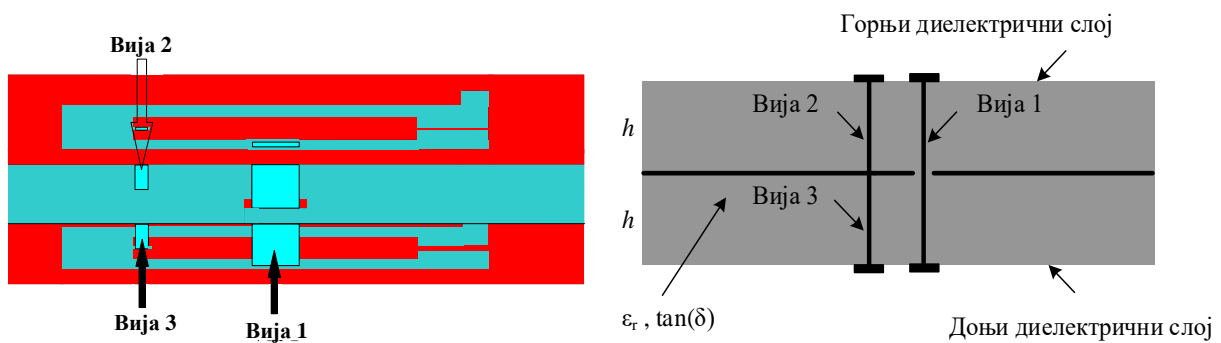 Вија 2
Вија 3
Вија 1
Горњи диелектрични слој
Вија 2
Вија 1
h
Вија 3
h
εr , tan(δ)
Доњи диелектрични слој